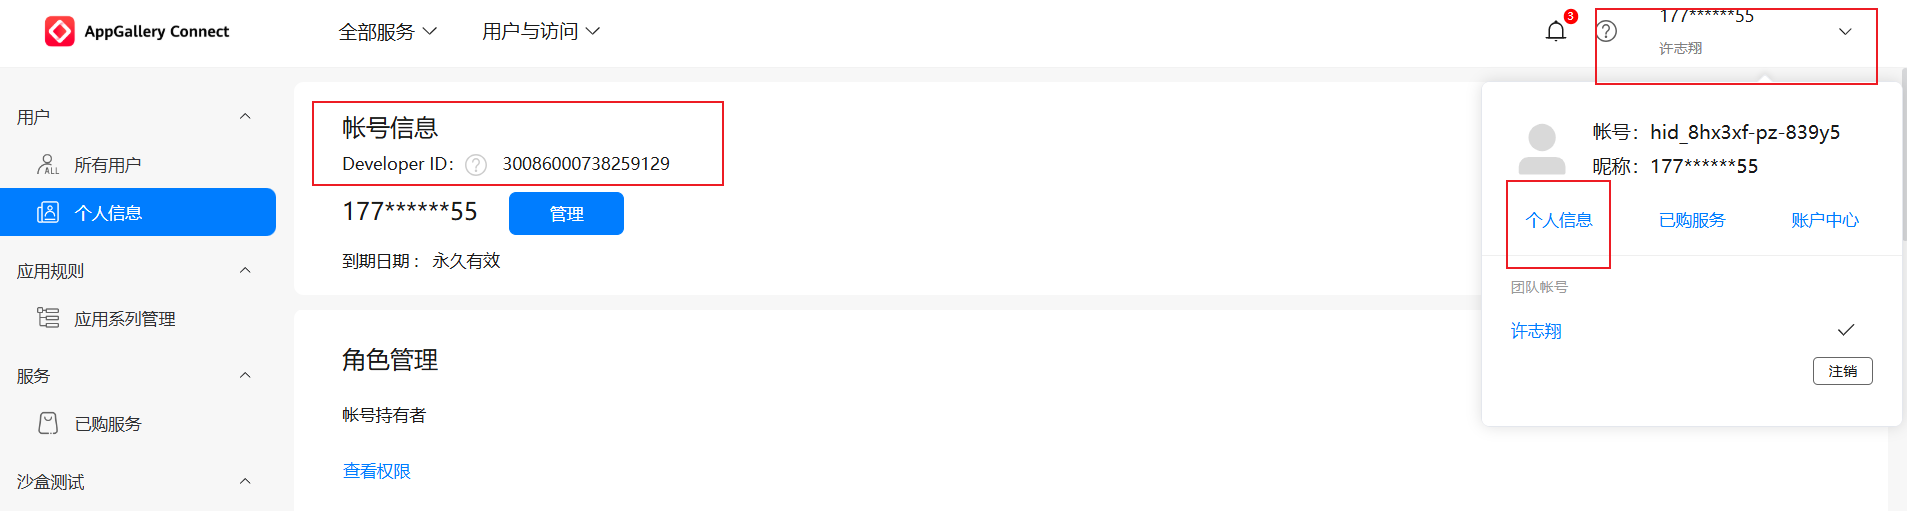 AppGallery Connect
全部服务
用户与访问
3
177******55
许志翔
用户
所有用户
个人信息
应用规则
应用系列管理
服务
已购服务
沙盒测试
帐号信息
Developer ID: 30086000738259129
177******55 管理
到期日期： 永久有效
角色管理
帐号持有者
查看权限
帐号：hid_8hx3xf-pz-839y5
昵称：177******55
个人信息 已购服务 账户中心
团队帐号
许志翔
注销